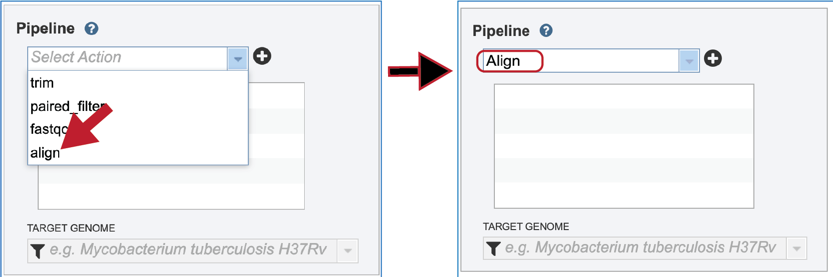 Pipeline ?
Select Action
trim
paired_filter
fastqc
align
TARGET GENOME
e.g. Mycobacterium tuberculosis H37Rv
Pipeline ?
Align
TARGET GENOME
e.g. Mycobacterium tuberculosis H37Rv